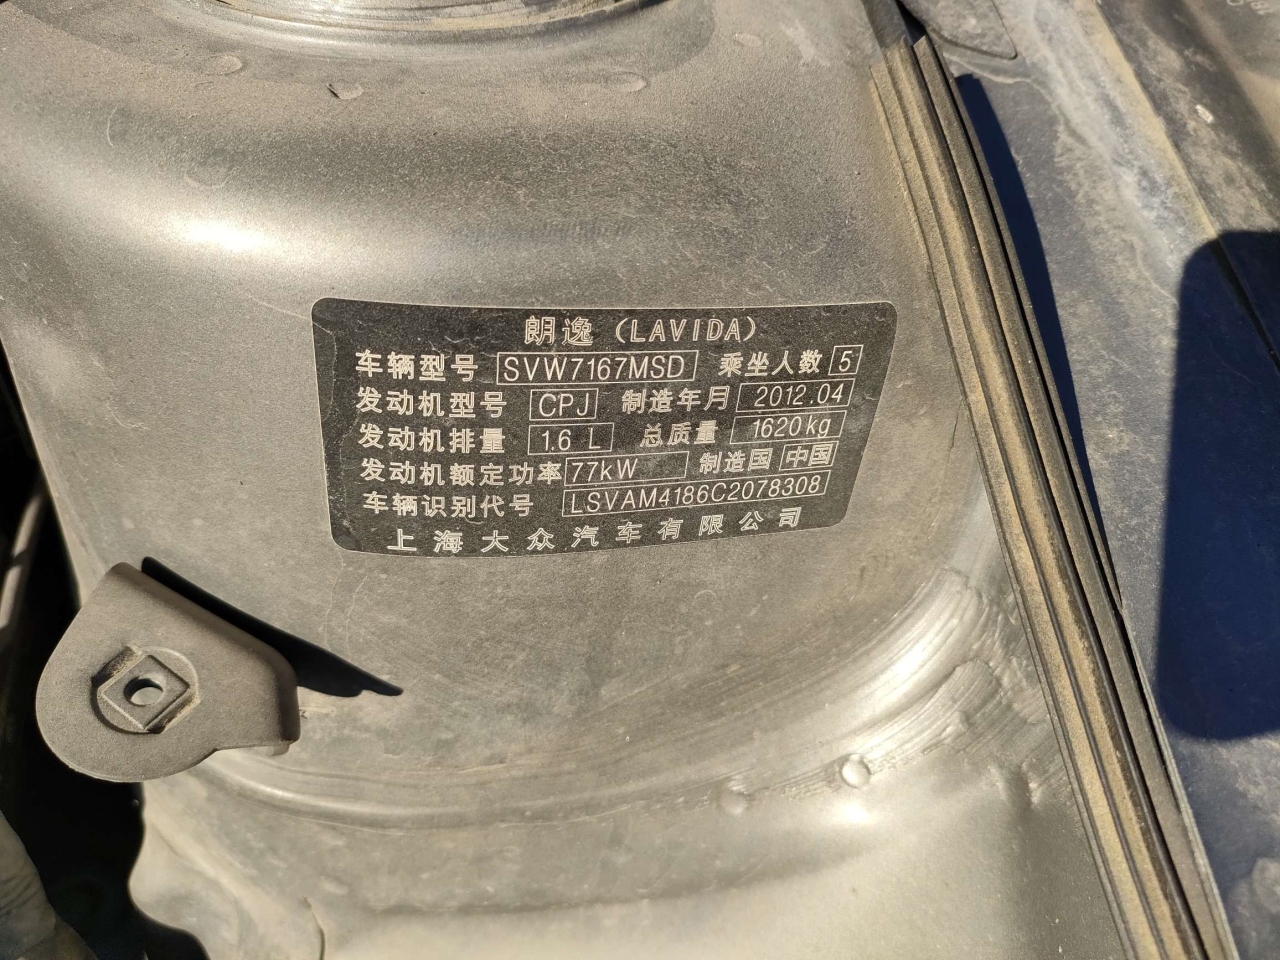 朗逸(LAVIDA)
车辆型号 SVW7167MSD 乘坐人数 5
发动机型号 CPJ 制造年月 2012.04
发动机排量 1.6 L 总质量 1620kg
发动机额定功率 77kW 制造国 中国
车辆识别代号 LSVAM4186C2078308
上海大众汽车有限公司